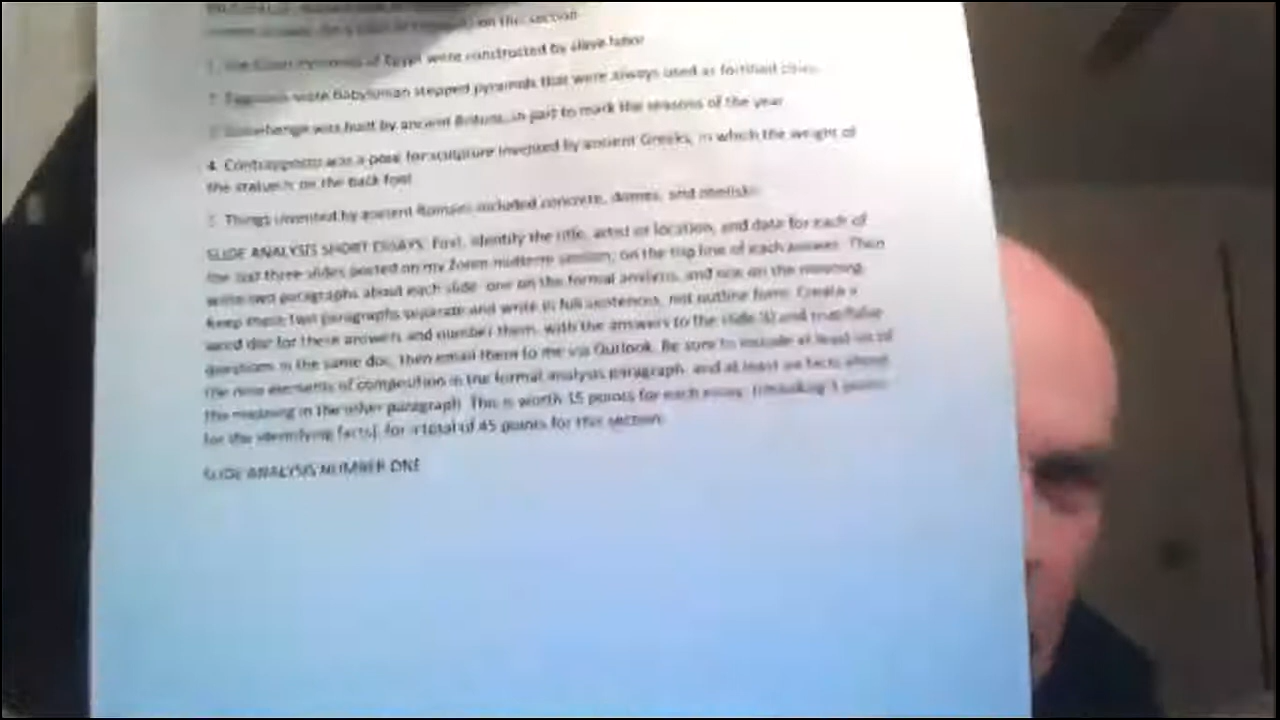 on the section
1. The Great Pyramids of Egypt were constructed by slave labor
2. Ziggurats were Babylonian stepped pyramids that were always used as fortified cities.
3. Stonehenge was built by ancient Britons, in part to mark the seasons of the year
4. Contrapposto was a pose for sculpture invented by ancient Greeks, in which the weight of
the statue is on the back foot
5. Things invented by ancient Romans included concrete, domes, and obelisks
SLIDE ANALYSIS SHORT ESSAYS. First, identify the title, artist or location, and date for each of
the last three slides posted on my Zoom midterm session, on the top line of each answer. Then
write two paragraphs about each slide: one on the formal analysis, and one on the meaning.
Keep these two paragraphs separate and write in full sentences, not outline form. Create a
word doc for these answers and number them, with the answers to the slide ID and true/false
questions in the same doc, then email them to me via Outlook. Be sure to include at least six of
the nine elements of composition in the formal analysis paragraph, and at least six facts about
the meaning in the other paragraph. This is worth 15 points for each essay, (including 3 points
for the identifying facts), for a total of 45 points for this section.
SLIDE ANALYSIS NUMBER ONE